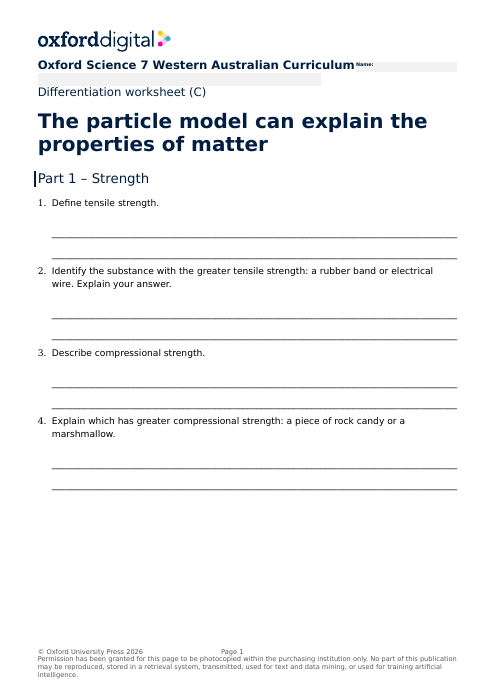 oxforddigital
Oxford Science 7 Western Australian Curriculum Name:
Differentiation worksheet (C)
The particle model can explain the
properties of matter
Part 1 – Strength
1. Define tensile strength.
2. Identify the substance with the greater tensile strength: a rubber band or electrical
wire. Explain your answer.
3. Describe compressional strength.
4. Explain which has greater compressional strength: a piece of rock candy or a
marshmallow.
© Oxford University Press 2026 Page 1
Permission has been granted for this page to be photocopied within the purchasing institution only. No part of this publication
may be reproduced, stored in a retrieval system, transmitted, used for text and data mining, or used for training artificial
intelligence.